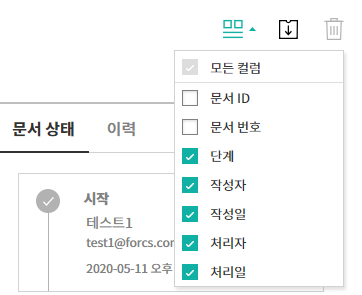 모든 컬럼
문서 ID
문서 번호
단계
작성자
작성일
처리자
처리일
문서 상태
이력
시작
테스트1
test1@forcs.con
2020-05-11 오후